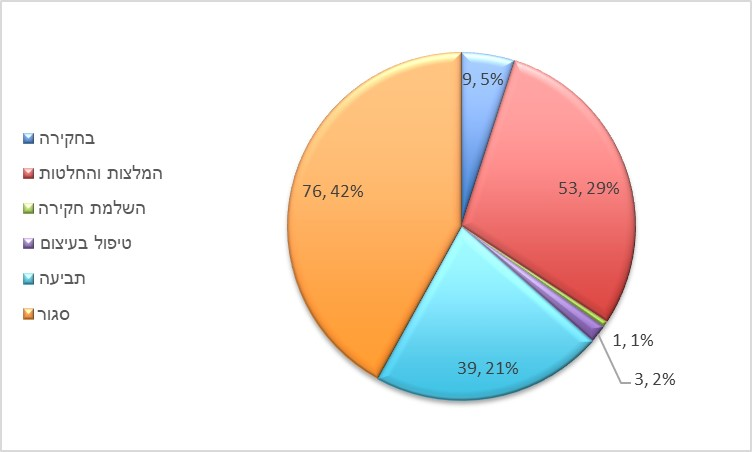 בחקירה
המלצות והחלטות
השלמת חקירה
טיפול בעיצום
תביעה
סגור
9, 5%
53, 29%
1, 1%
3, 2%
39, 21%
76, 42%